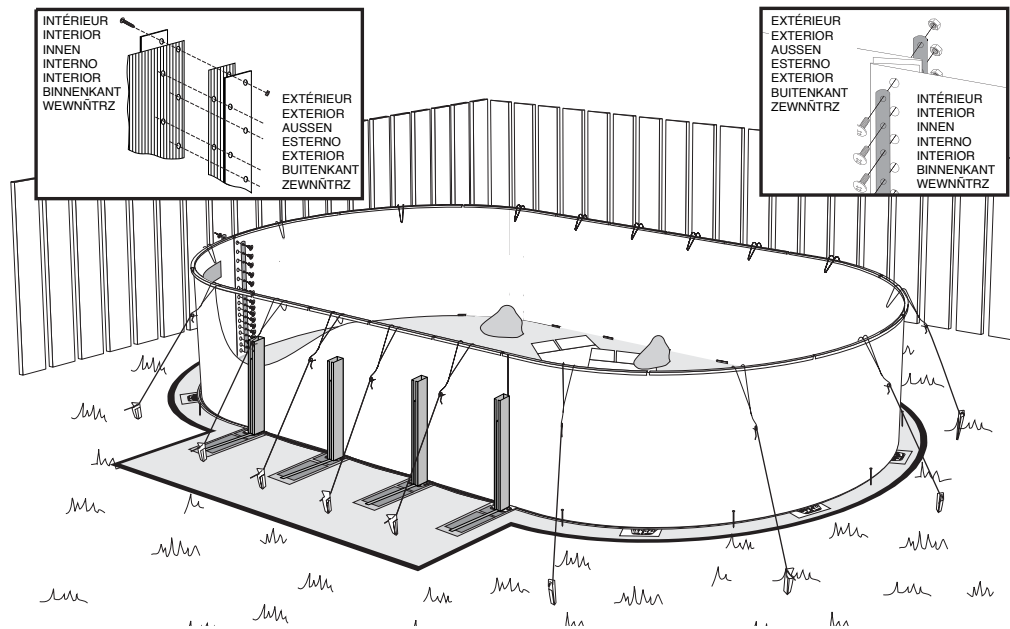 INTÉRIEUR
INTERIOR
INNEN
INTERNO
INTERIOR
BINNENKANT
WEWNÑTRZ
EXTÉRIEUR
EXTERIOR
AUSSEN
ESTERNO
EXTERIOR
BUITENKANT
ZEWNÑTRZ
EXTÉRIEUR
EXTERIOR
AUSSEN
ESTERNO
EXTERIOR
BUITENKANT
ZEWNÑTRZ
INTÉRIEUR
INTERIOR
INNEN
INTERNO
INTERIOR
BINNENKANT
WEWNÑTRZ